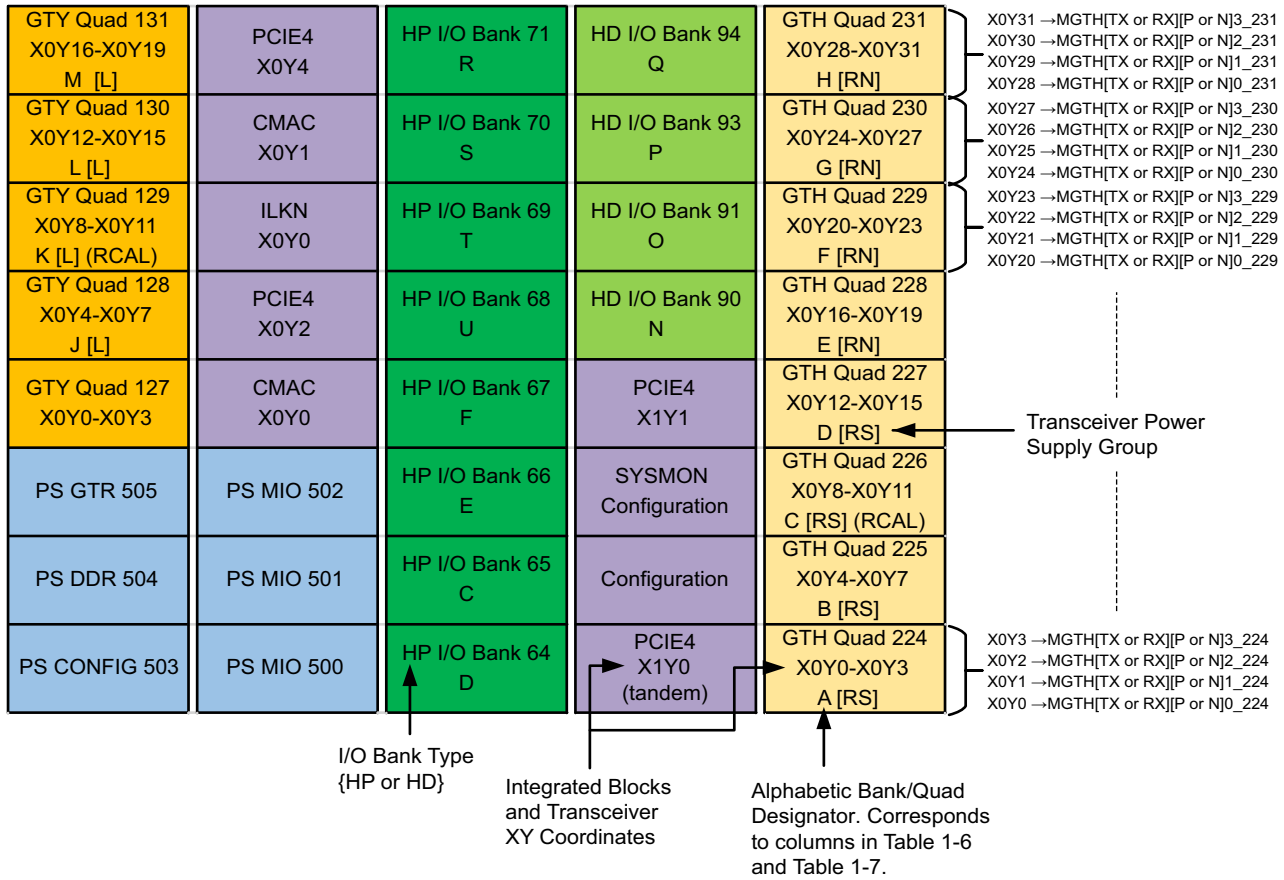 GTY Quad 131
X0Y16-X0Y19
M [L]
PCIE4
X0Y4
HP I/O Bank 71
R
HD I/O Bank 94
Q
GTH Quad 231
X0Y28-X0Y31
H [RN]
X0Y31 →MGTH[TX or RX][P or N]3_231
X0Y30 →MGTH[TX or RX][P or N]2_231
X0Y29 →MGTH[TX or RX][P or N]1_231
X0Y28 →MGTH[TX or RX][P or N]0_231
GTY Quad 130
X0Y12-X0Y15
L [L]
CMAC
X0Y1
HP I/O Bank 70
S
HD I/O Bank 93
P
GTH Quad 230
X0Y24-X0Y27
G [RN]
X0Y27 →MGTH[TX or RX][P or N]3_230
X0Y26 →MGTH[TX or RX][P or N]2_230
X0Y25 →MGTH[TX or RX][P or N]1_230
X0Y24 →MGTH[TX or RX][P or N]0_230
GTY Quad 129
X0Y8-X0Y11
K [L] (RCAL)
ILKN
X0Y0
HP I/O Bank 69
T
HD I/O Bank 91
O
GTH Quad 229
X0Y20-X0Y23
F [RN]
X0Y23 →MGTH[TX or RX][P or N]3_229
X0Y22 →MGTH[TX or RX][P or N]2_229
X0Y21 →MGTH[TX or RX][P or N]1_229
X0Y20 →MGTH[TX or RX][P or N]0_229
GTY Quad 128
X0Y4-X0Y7
J [L]
PCIE4
X0Y2
HP I/O Bank 68
U
HD I/O Bank 90
N
GTH Quad 228
X0Y16-X0Y19
E [RN]
GTY Quad 127
X0Y0-X0Y3
CMAC
X0Y0
HP I/O Bank 67
F
PCIE4
X1Y1
GTH Quad 227
X0Y12-X0Y15
D [RS]
Transceiver Power
Supply Group
PS GTR 505
PS MIO 502
HP I/O Bank 66
E
SYSMON
Configuration
GTH Quad 226
X0Y8-X0Y11
C [RS] (RCAL)
PS DDR 504
PS MIO 501
HP I/O Bank 65
C
Configuration
GTH Quad 225
X0Y4-X0Y7
B [RS]
PS CONFIG 503
PS MIO 500
HP I/O Bank 64
D
PCIE4
X1Y0
(tandem)
GTH Quad 224
X0Y0-X0Y3
A [RS]
X0Y3 →MGTH[TX or RX][P or N]3_224
X0Y2 →MGTH[TX or RX][P or N]2_224
X0Y1 →MGTH[TX or RX][P or N]1_224
X0Y0 →MGTH[TX or RX][P or N]0_224
I/O Bank Type
{HP or HD}
Integrated Blocks
and Transceiver
XY Coordinates
Alphabetic Bank/Quad
Designator. Corresponds
to columns in Table 1-6
and Table 1-7.